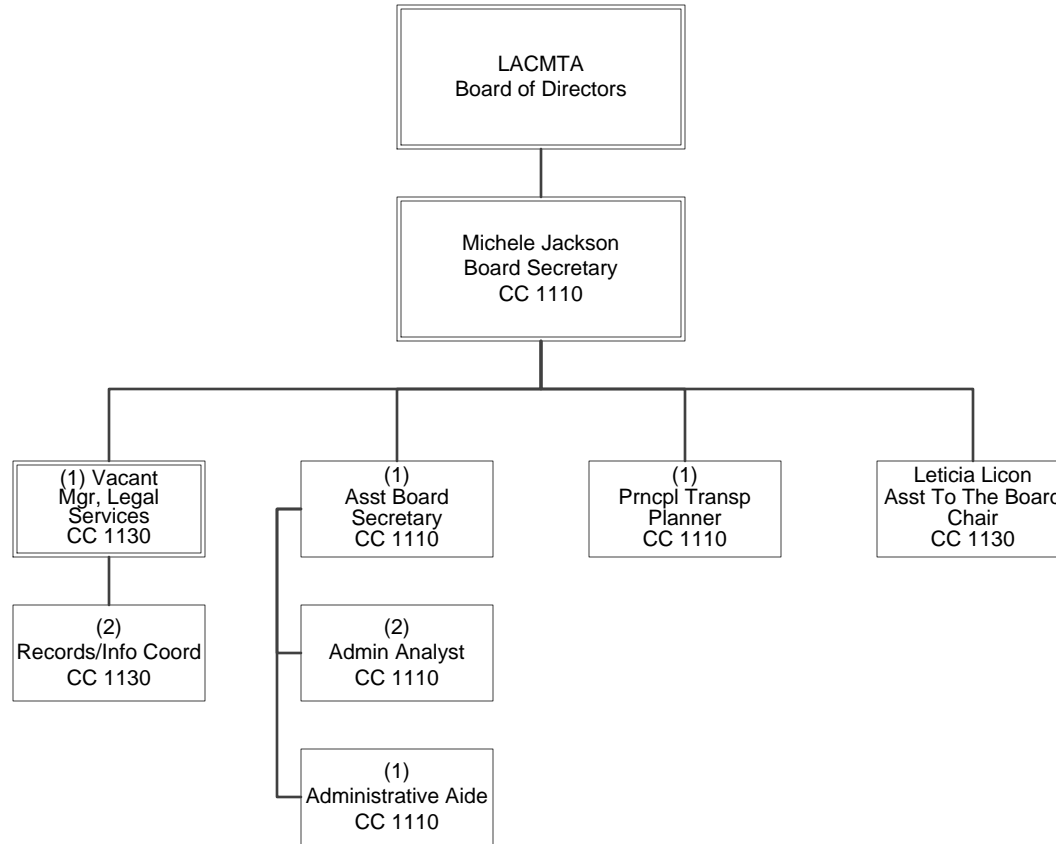 LACMTA
Board of Directors
Michele Jackson
Board Secretary
CC 1110
(1) Vacant
Mgr, Legal
Services
CC 1130
(1)
Asst Board
Secretary
CC 1110
(1)
Prncpl Transp
Planner
CC 1110
Leticia Licon
Asst To The Board
Chair
CC 1130
(2)
Records/Info Coord
CC 1130
(2)
Admin Analyst
CC 1110
(1)
Administrative Aide
CC 1110